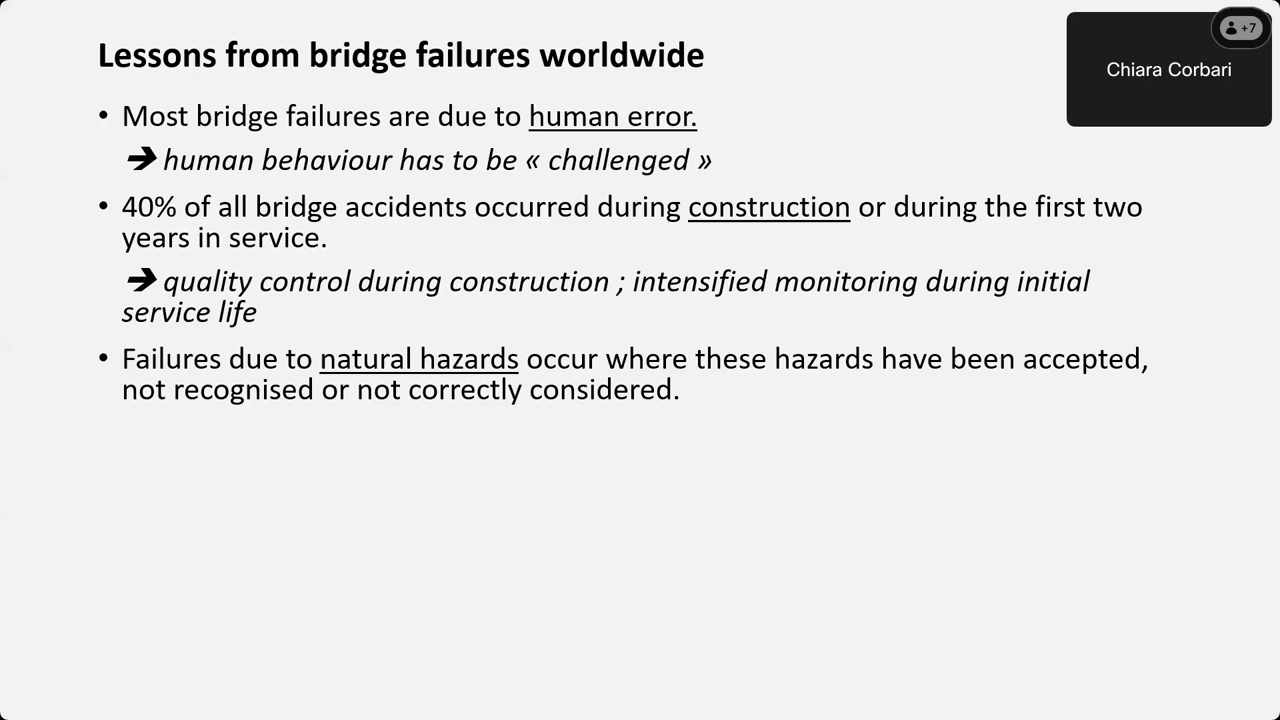 Lessons from bridge failures worldwide
+7
Chiara Corbari
• Most bridge failures are due to human error.
➔ human behaviour has to be « challenged »
• 40% of all bridge accidents occurred during construction or during the first two
years in service.
➔ quality control during construction ; intensified monitoring during initial
service life
• Failures due to natural hazards occur where these hazards have been accepted,
not recognised or not correctly considered.